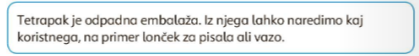 Tetrapak je odpadna embalaža. Iz njega lahko naredimo kaj
koristnega, na primer lonček za pisala ali vazo.